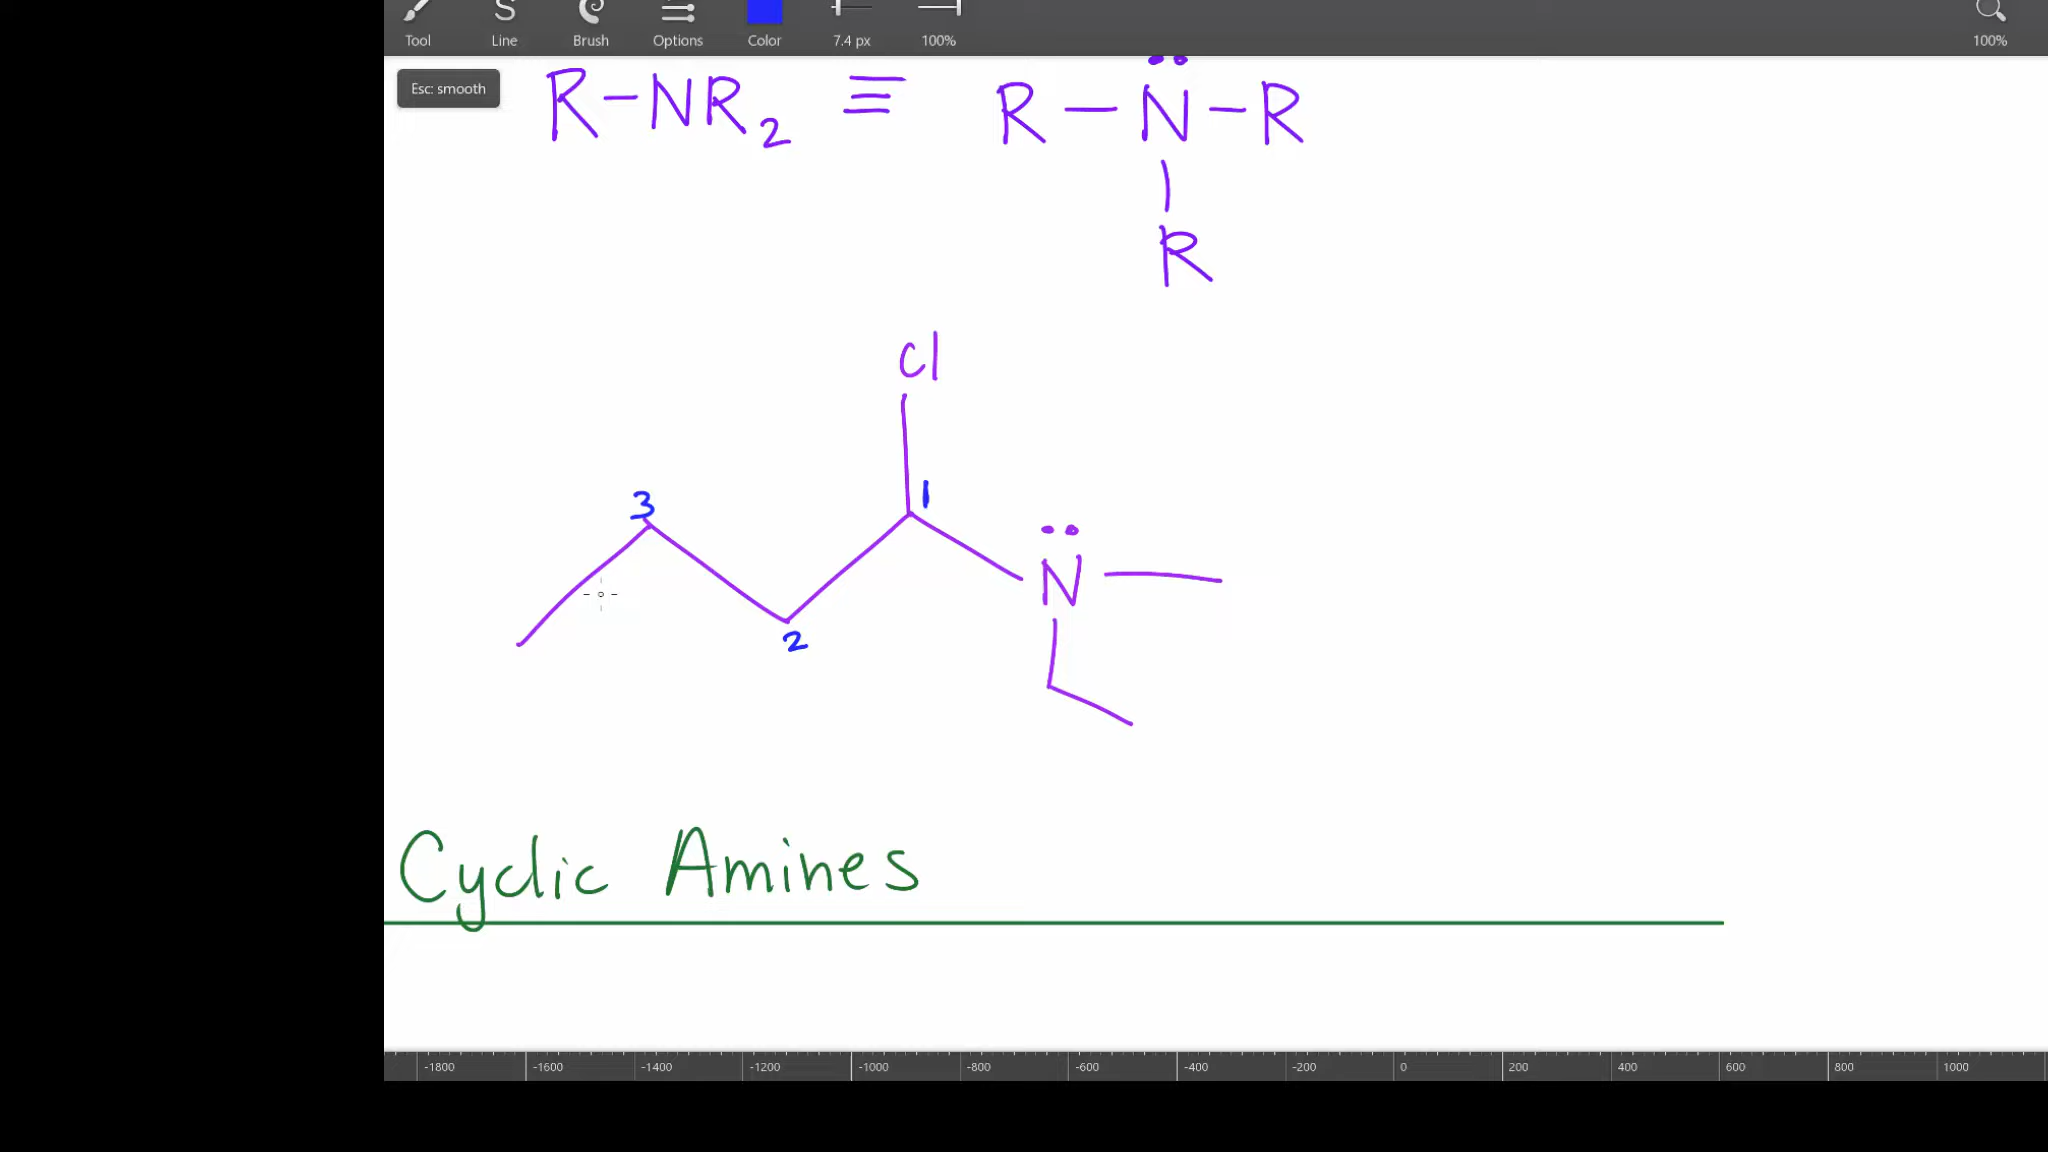 Tool Line Brush Options Color 7.4 px 100% 100%
Esc: smooth
R-NR2 ≡ R-N-R
R
Cl
3 1
N
2
Cyclic Amines
-1800 -1600 -1400 -1200 -1000 -800 -600 -400 -200 0 200 400 600 800 1000